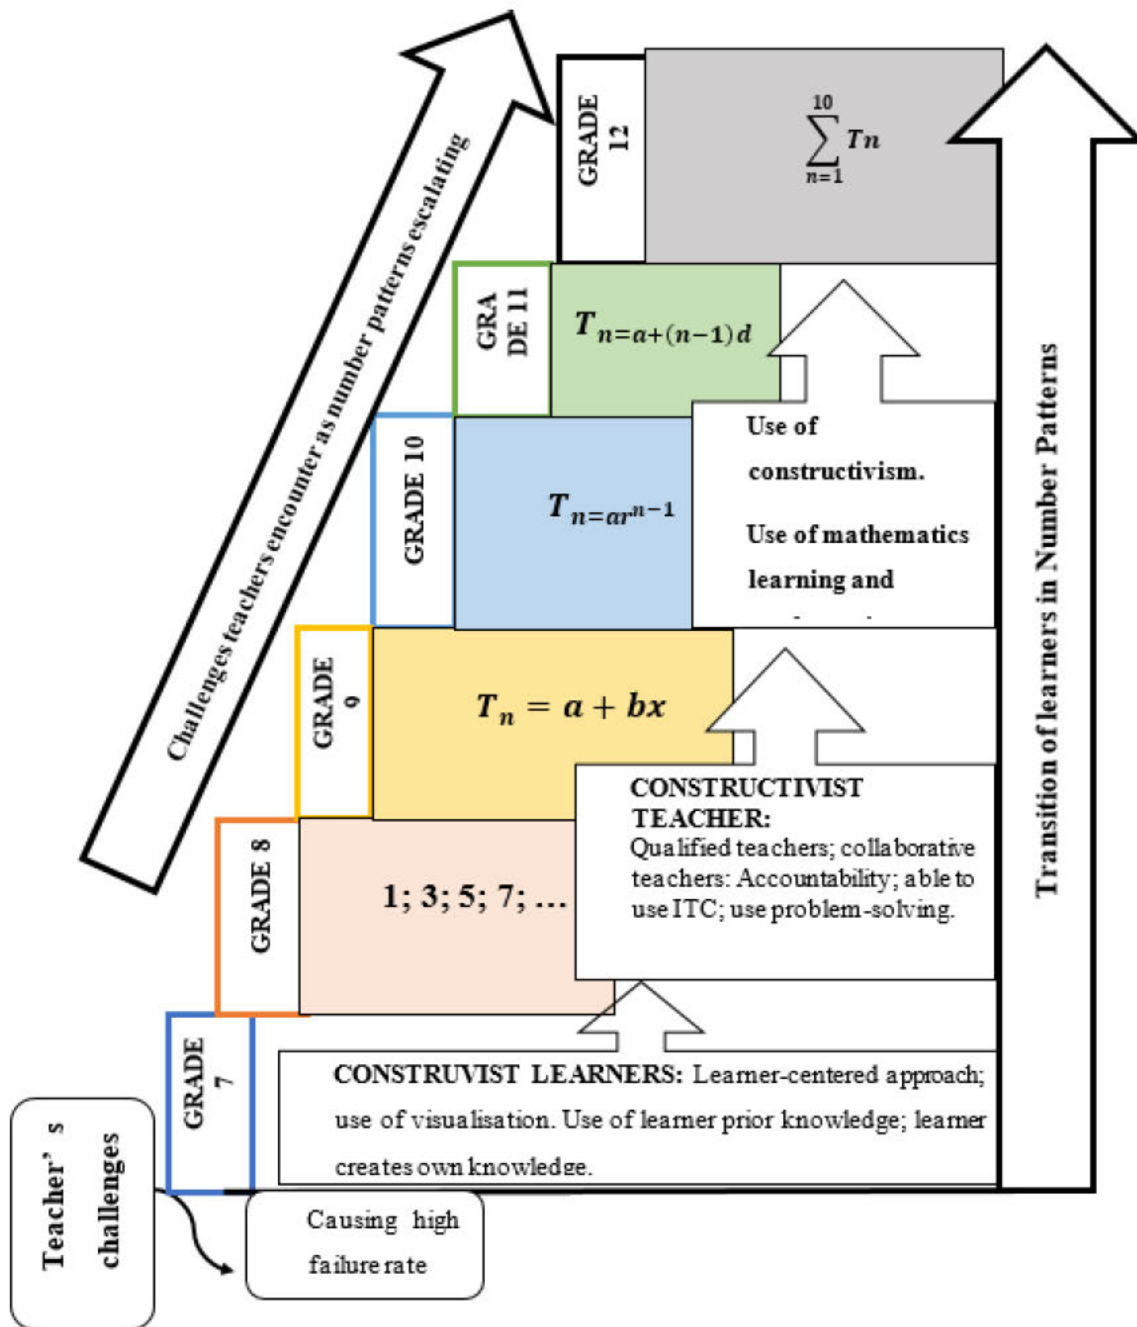 Challenges teachers encounter as number patterns escalating
GRADE
12
10
∑ Tn
n=1
GRA
DE 11
T n=a+(n−1)d
GRADE 10
T n=arⁿ⁻¹
Use of
constructivism.
Use of mathematics
learning and
GRADE
9
Tₙ = a + bx
CONSTRUCTIVIST
TEACHER:
Qualified teachers; collaborative
teachers: Accountability; able to
use ITC; use problem-solving.
GRADE 8
1; 3; 5; 7; …
GRADE
7
CONSTRUVIST LEARNERS: Learner-centered approach;
use of visualisation. Use of learner prior knowledge; learner
creates own knowledge.
Transition of learners in Number Patterns
Teacher’ s
challenges
Causing high
failure rate